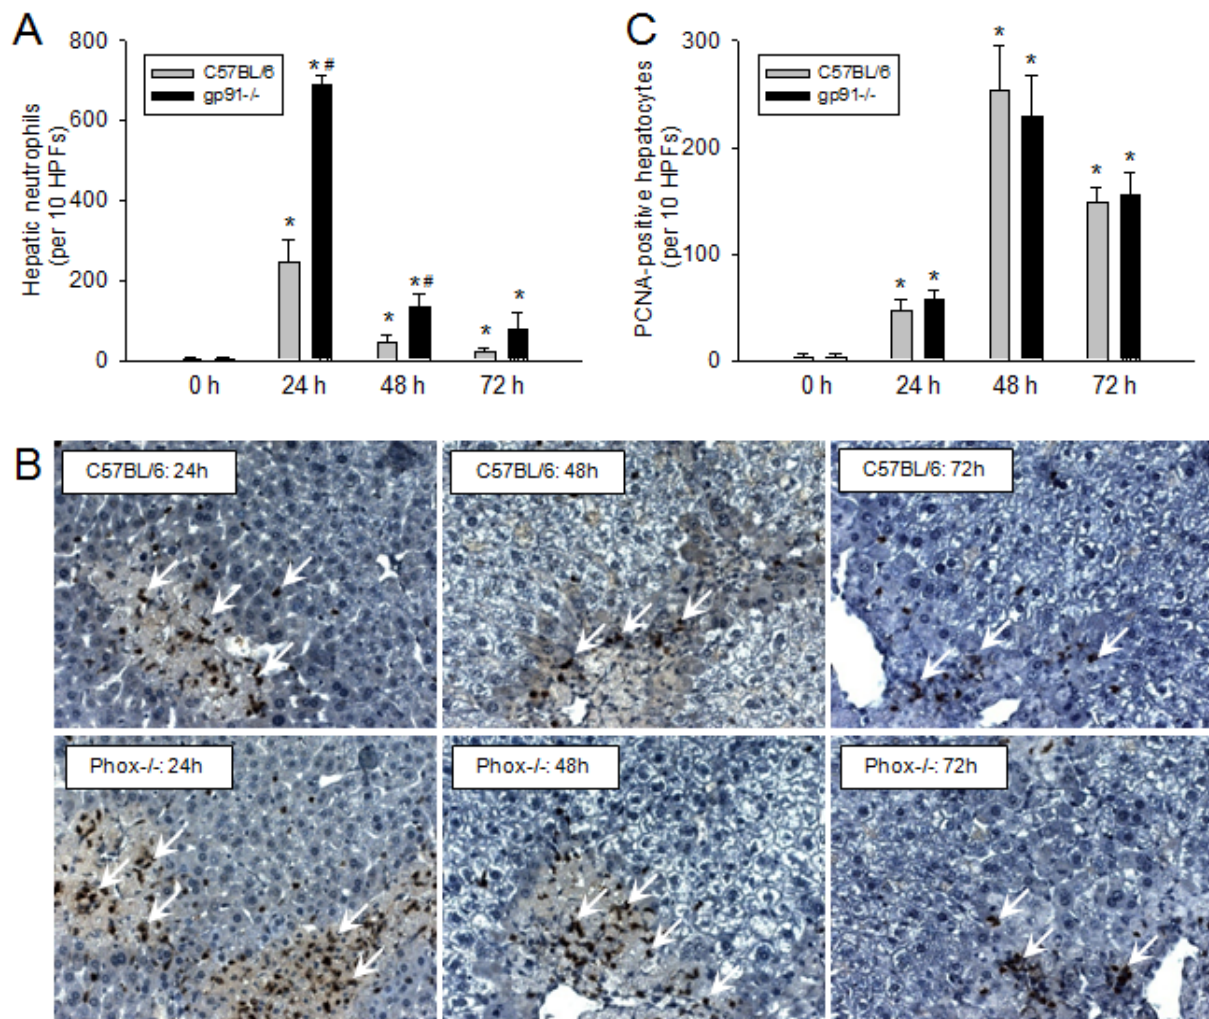 A
Hepatic neutrophils
(per 10 HPFs)
800
600
400
200
0
C57BL/6
gp91-/-
*
*#
*
*#
*
*
0 h
24 h
48 h
72 h
C
PCNA-positive hepatocytes
(per 10 HPFs)
300
200
100
0
C57BL/6
gp91-/-
*
*
*
*
*
*
0 h
24 h
48 h
72 h
B
C57BL/6: 24h
C57BL/6: 48h
C57BL/6: 72h
Phox-/-: 24h
Phox-/-: 48h
Phox-/-: 72h